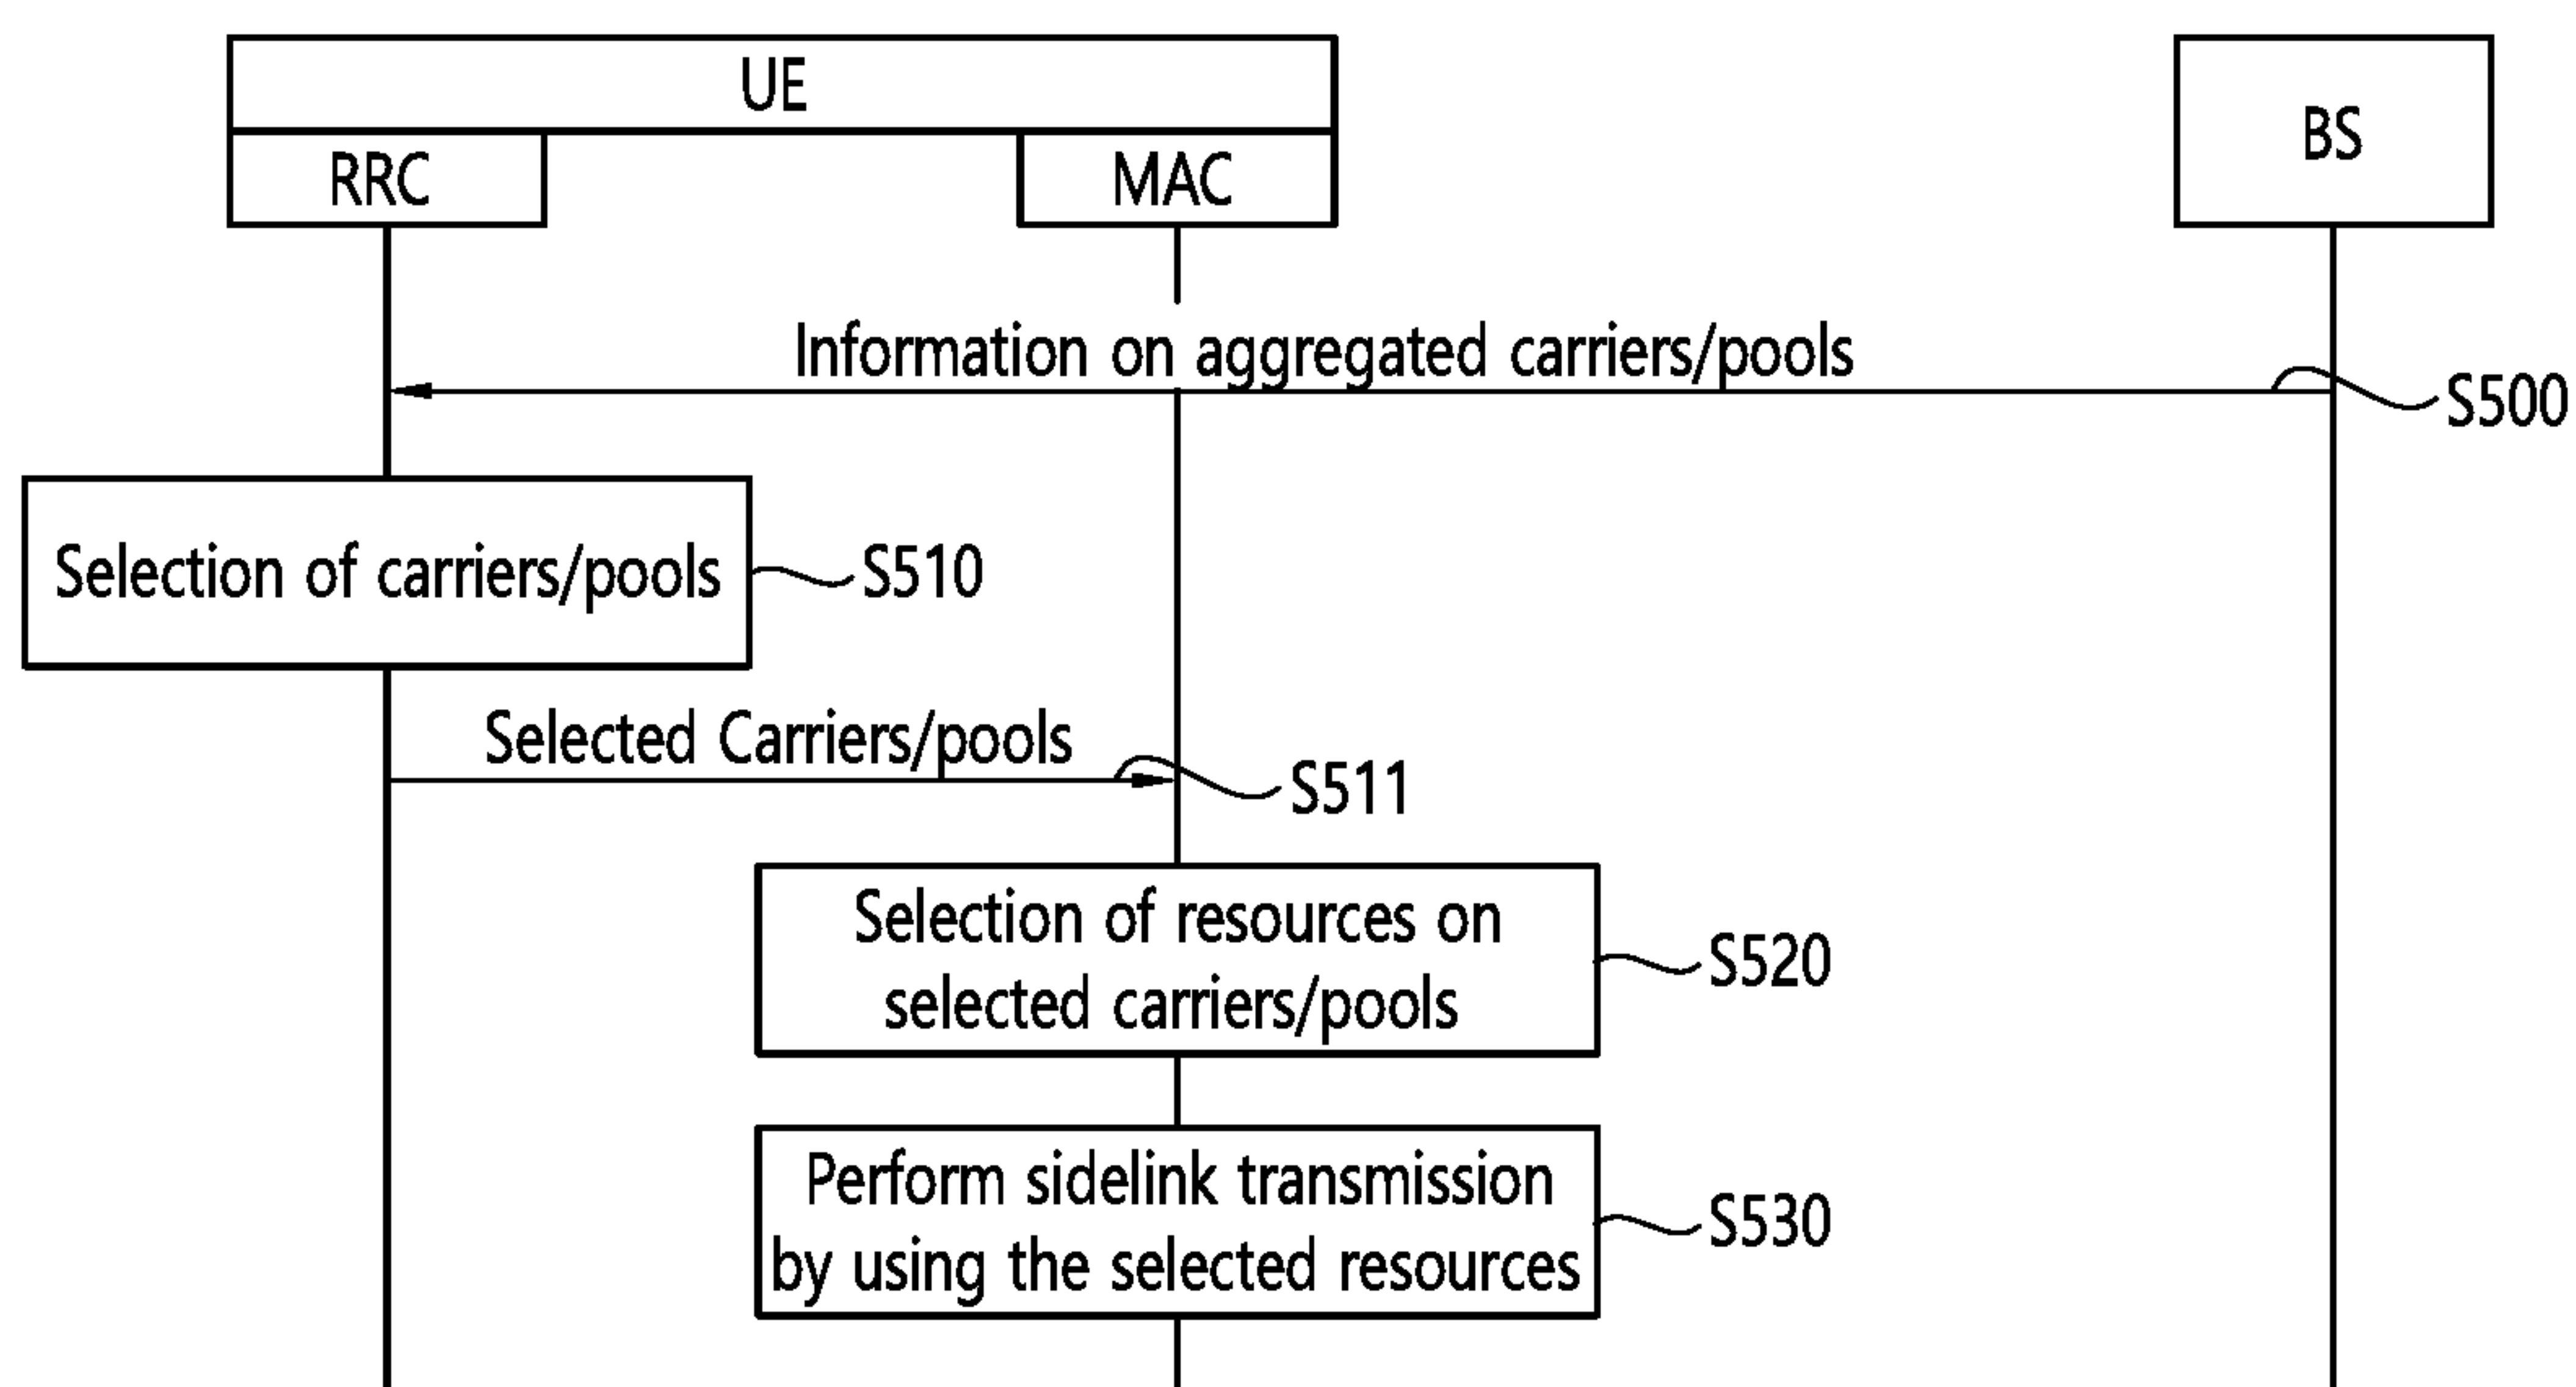 UE
RRC
MAC
BS
Information on aggregated carriers/pools
S500
Selection of carriers/pools
S510
Selected Carriers/pools
S511
Selection of resources on
selected carriers/pools
S520
Perform sidelink transmission
by using the selected resources
S530